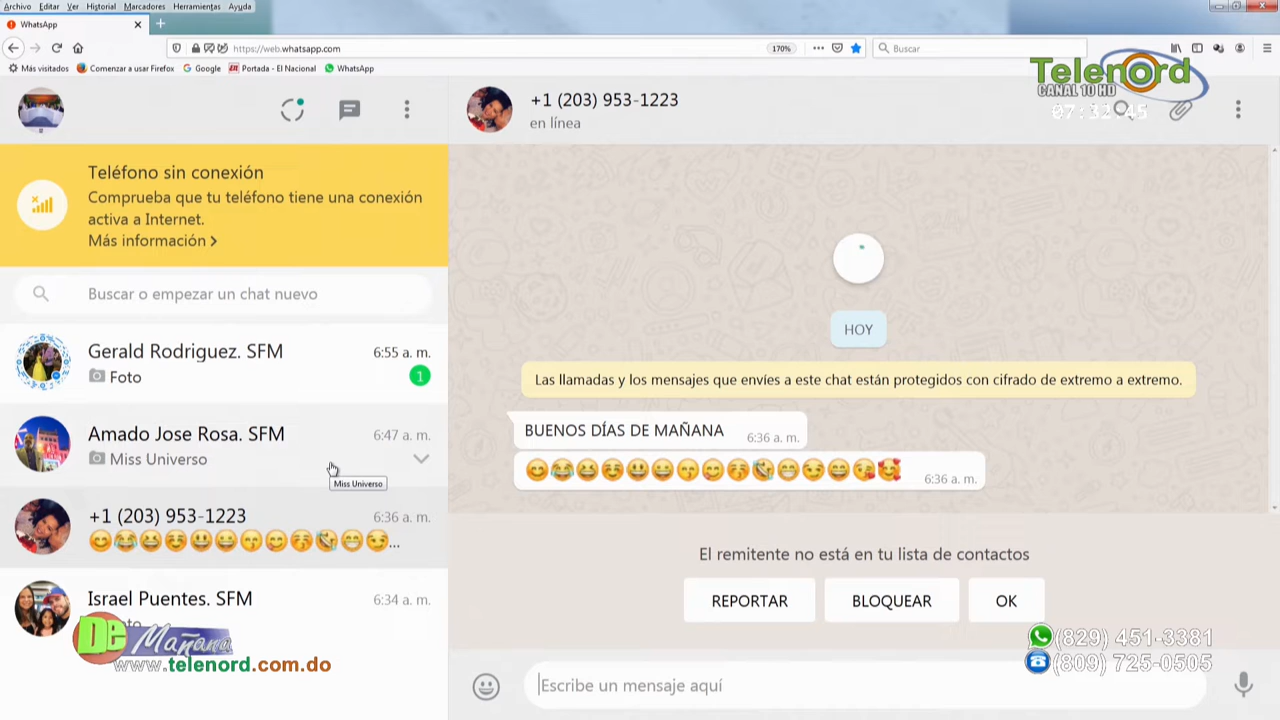 Archivo Editar Ver Historial Marcadores Herramientas Ayuda
WhatsApp
https://web.whatsapp.com
170%
Buscar
Más visitados Comenzar a usar Firefox Google Portada - El Nacional WhatsApp
Telenord
CANAL 10 HD
07:32:45
+1 (203) 953-1223
en línea
Teléfono sin conexión
Comprueba que tu teléfono tiene una conexión
activa a Internet.
Más información
Buscar o empezar un chat nuevo
Gerald Rodriguez. SFM 6:55 a. m.
Foto 1
Amado Jose Rosa. SFM 6:47 a. m.
Miss Universo
Miss Universo
+1 (203) 953-1223 6:36 a. m.
😊😂😆☺️😃😀😙😋😚🤣😁😏...
Israel Puentes. SFM 6:34 a. m.
HOY
Las llamadas y los mensajes que envíes a este chat están protegidos con cifrado de extremo a extremo.
BUENOS DÍAS DE MAÑANA 6:36 a. m.
😊😂😆☺️😃😀😙😋😚🤣😁😏😄😘🥰 6:36 a. m.
El remitente no está en tu lista de contactos
REPORTAR BLOQUEAR OK
Escribe un mensaje aquí
De Mañana
www.telenord.com.do
(829) 451-3381
(809) 725-0505